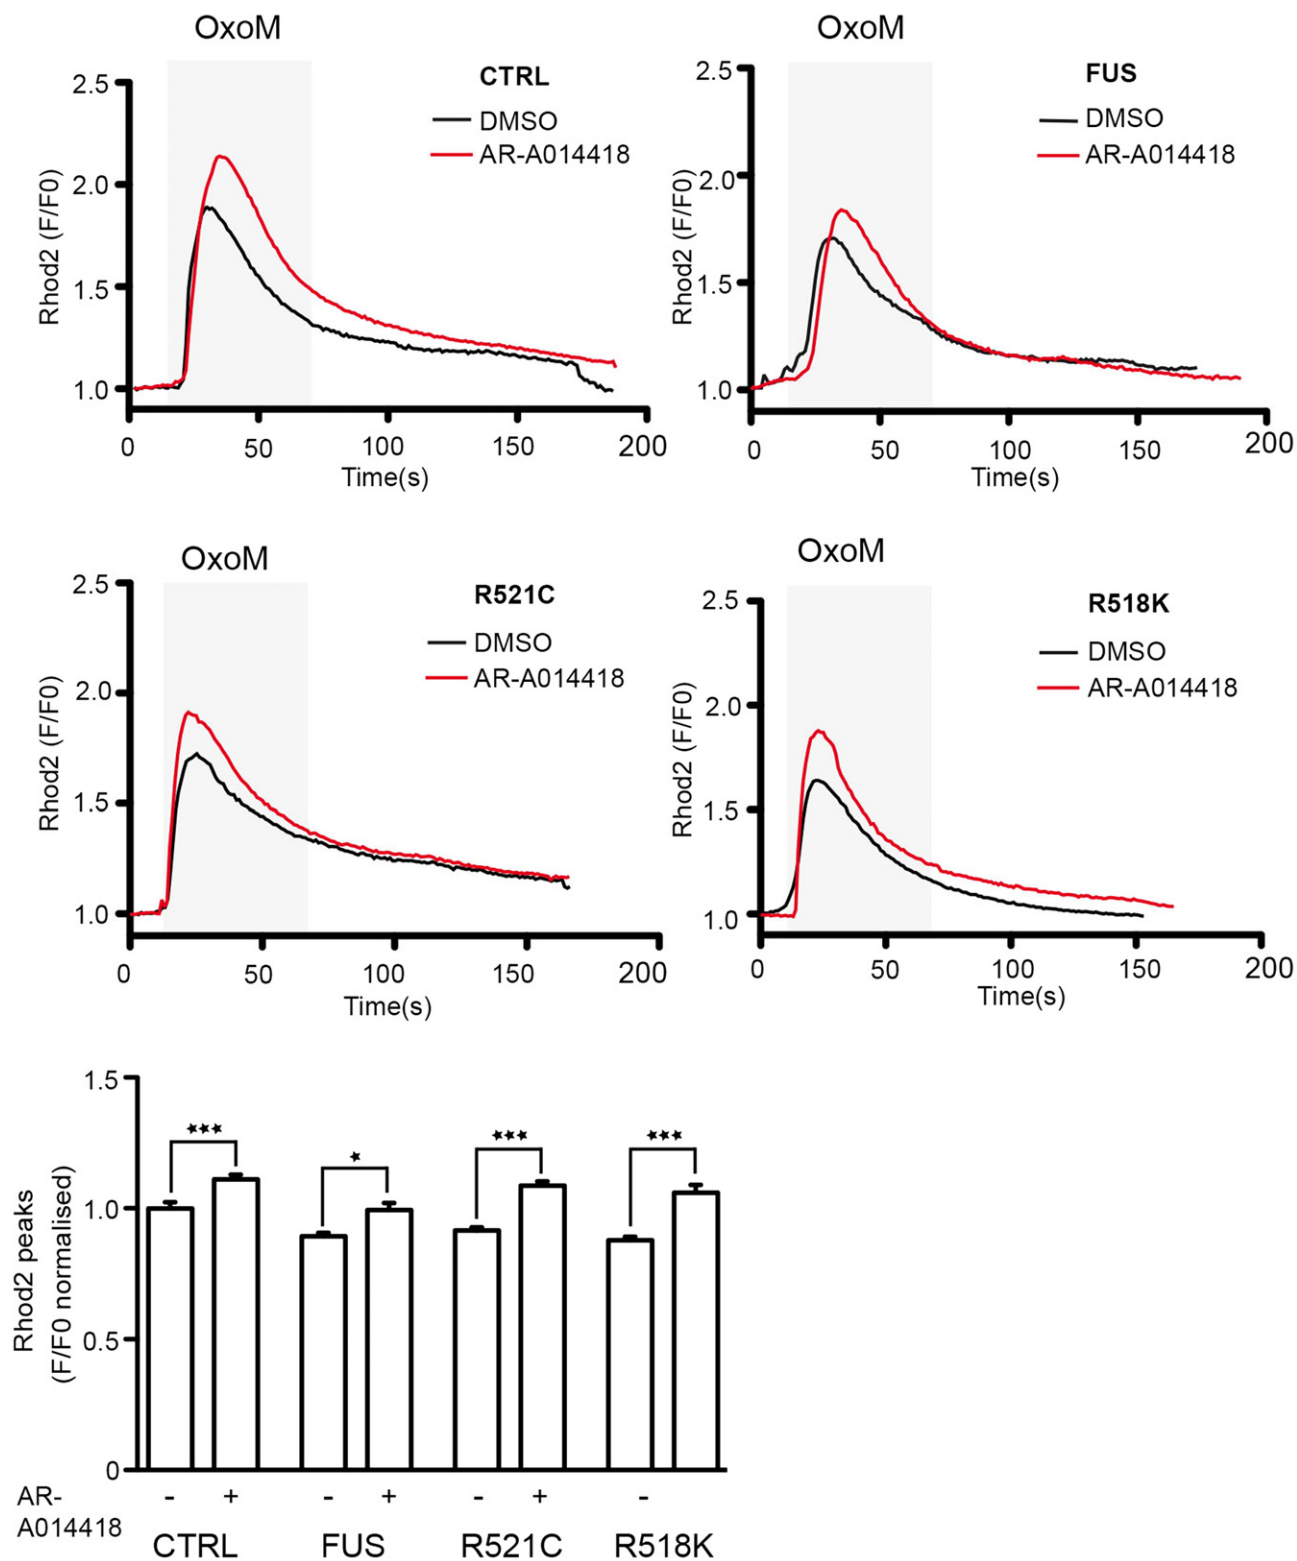 OxoM
CTRL
DMSO
AR-A014418
2.5
2.0
1.5
1.0
Rhod2 (F/F0)
0 50 100 150 200
Time(s)
OxoM
FUS
DMSO
AR-A014418
2.5
2.0
1.5
1.0
Rhod2 (F/F0)
0 50 100 150 200
Time(s)
OxoM
R521C
DMSO
AR-A014418
2.5
2.0
1.5
1.0
Rhod2 (F/F0)
0 50 100 150 200
Time(s)
OxoM
R518K
DMSO
AR-A014418
2.5
2.0
1.5
1.0
Rhod2 (F/F0)
0 50 100 150 200
Time(s)
1.5
1.0
0.5
0
Rhod2 peaks
(F/F0 normalised)
*** * *** ***
AR- - + - + - + -
A014418
CTRL FUS R521C R518K